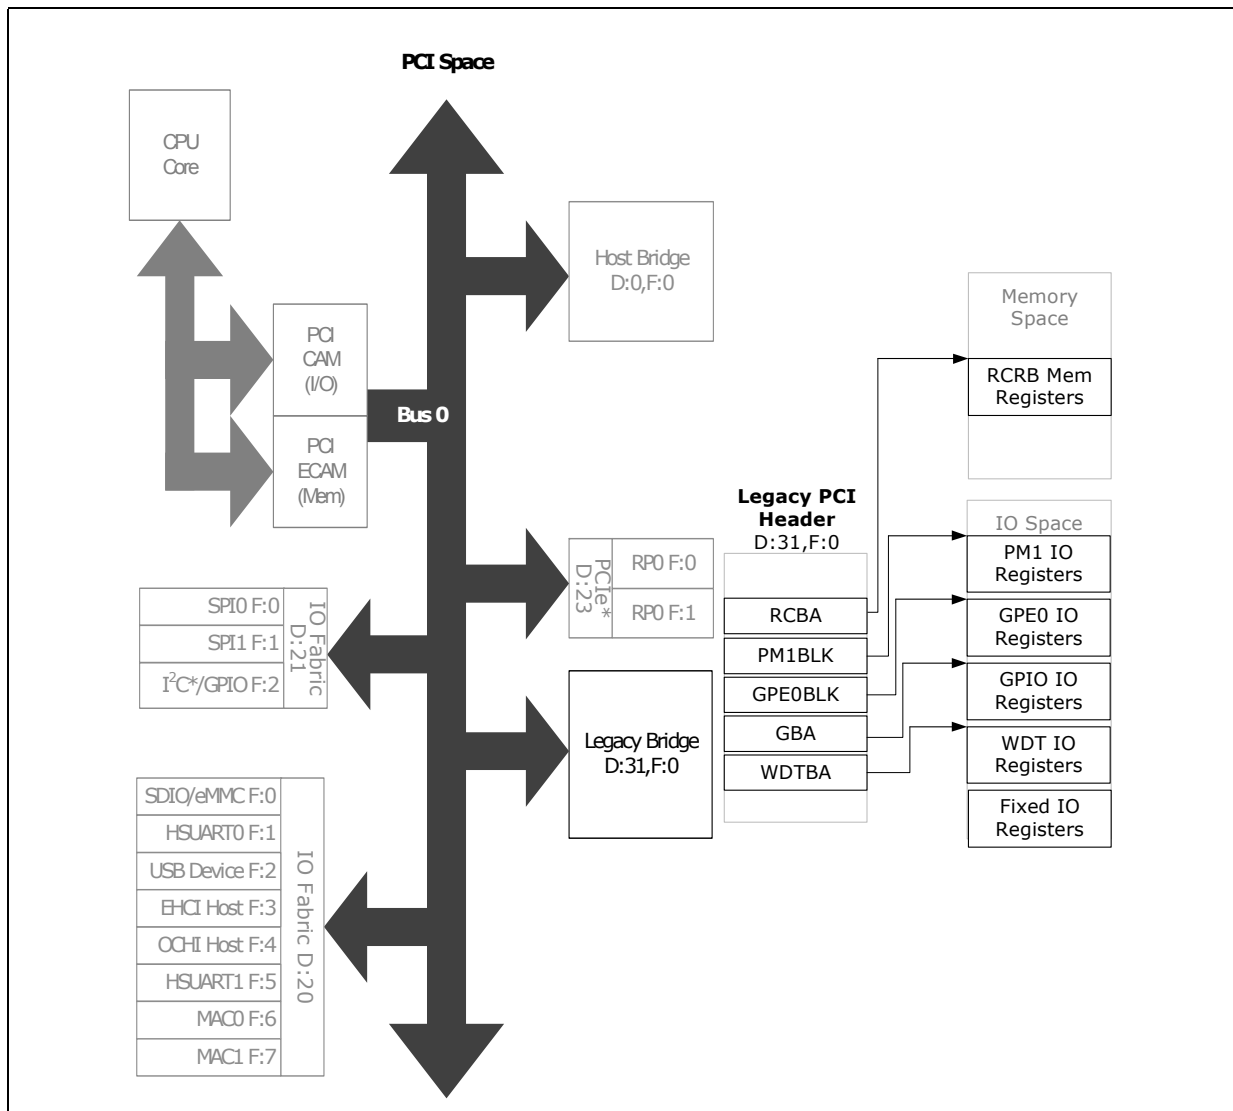 PCI Space
CPU
Core
Host Bridge
D:0,F:0
PCI
CAM
(I/O)
Bus 0
PCI
ECAM
(Mem)
Memory
Space
RCRB Mem
Registers
Legacy PCI
Header
D:31,F:0
RCBA
PM1BLK
GPE0BLK
GBA
WDTBA
IO Space
PM1 IO
Registers
GPE0 IO
Registers
GPIO IO
Registers
WDT IO
Registers
Fixed IO
Registers
PCIe*
D:23
RP0 F:0
RP0 F:1
SPI0 F:0
SPI1 F:1
I²C*/GPIO F:2
IO Fabric
D:21
Legacy Bridge
D:31,F:0
SDIO/eMMC F:0
HSUART0 F:1
USB Device F:2
EHCI Host F:3
OCHI Host F:4
HSUART1 F:5
MAC0 F:6
MAC1 F:7
IO Fabric D:20